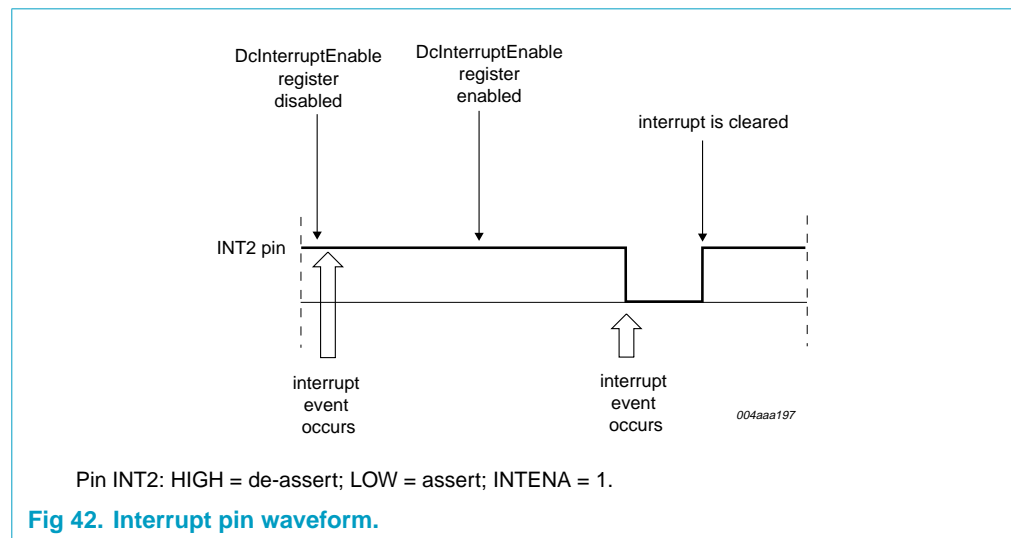 DcInterruptEnable
register
disabled
DcInterruptEnable
register
enabled
interrupt is cleared
INT2 pin
interrupt
event
occurs
interrupt
event
occurs
004aaa197
Pin INT2: HIGH = de-assert; LOW = assert; INTENA = 1.
Fig 42. Interrupt pin waveform.